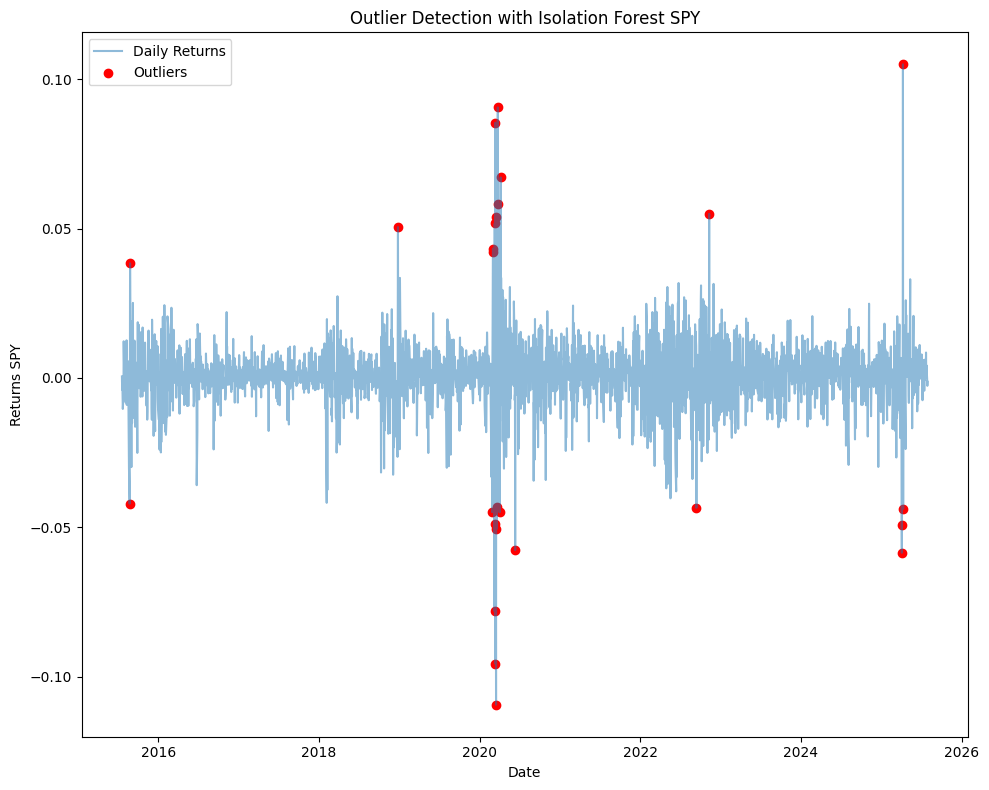 Outlier Detection with Isolation Forest SPY
Daily Returns
Outliers
0.10
0.05
0.00
−0.05
−0.10
Returns SPY
2016
2018
2020
2022
2024
2026
Date